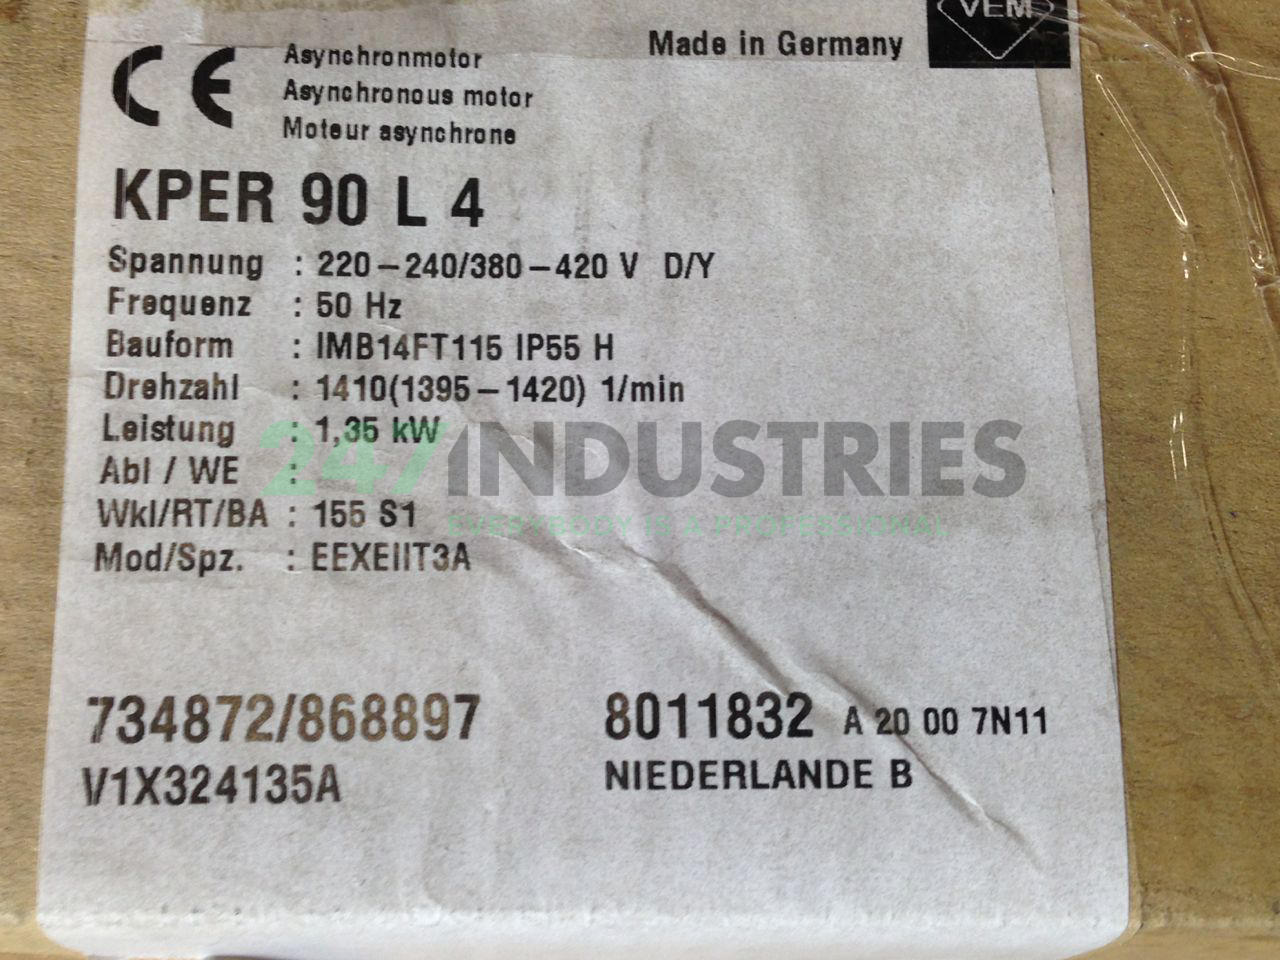 VEM
Made in Germany
CE
Asynchronmotor
Asynchronous motor
Moteur asynchrone
KPER 90 L 4
Spannung : 220–240/380–420 V D/Y
Frequenz : 50 Hz
Bauform : IMB14FT115 IP55 H
Drehzahl : 1410(1395–1420) 1/min
Leistung : 1,35 kW
Abl / WE :
Wkl/RT/BA : 155 S1
Mod/Spz. : EEXEIIT3A
247INDUSTRIES
EVERYBODY IS A PROFESSIONAL
734872/868897
8011832 A 20 00 7N11
V1X324135A
NIEDERLANDE B